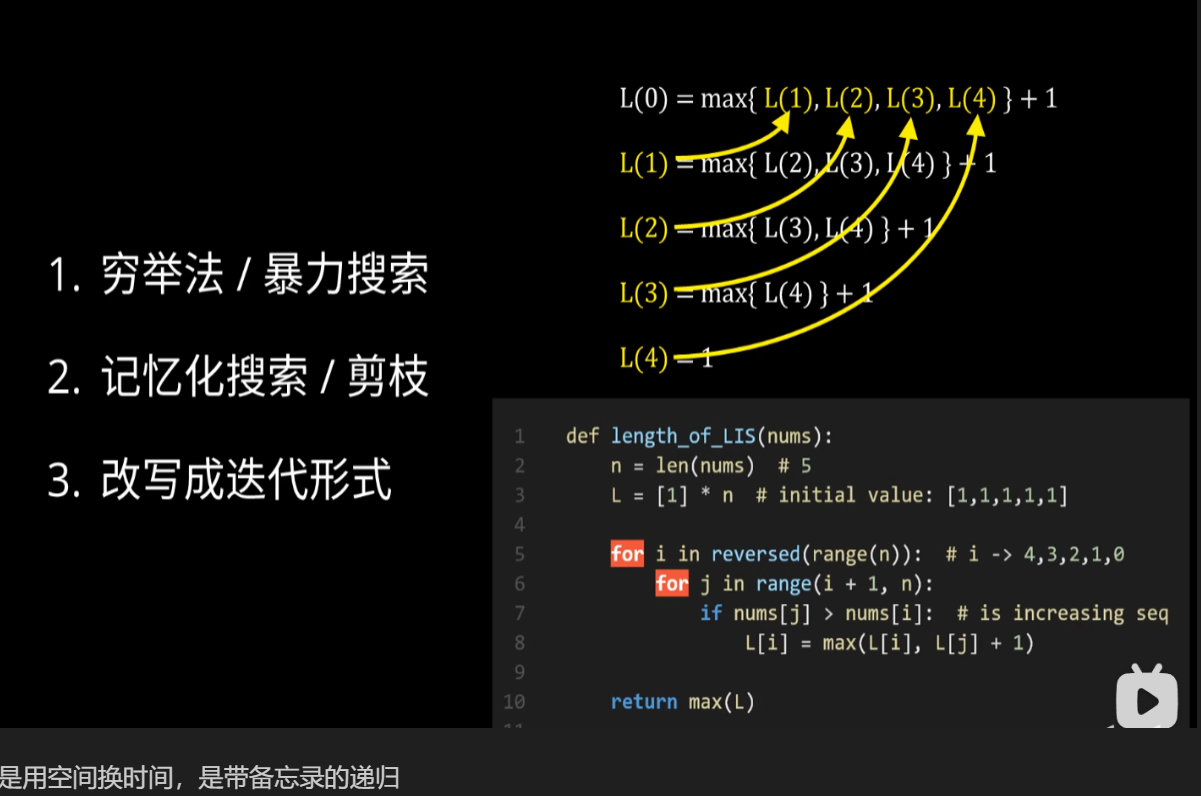 L(0) = max{ L(1), L(2), L(3), L(4) } + 1
L(1) = max{ L(2), L(3), L(4) } + 1
L(2) = max{ L(3), L(4) } + 1
L(3) = max{ L(4) } + 1
L(4) = 1
1. 穷举法 / 暴力搜索
2. 记忆化搜索 / 剪枝
3. 改写成迭代形式
1 def length_of_LIS(nums):
2 n = len(nums)  # 5
3 L = [1] * n  # initial value: [1,1,1,1,1]
4
5 for i in reversed(range(n)):  # i -> 4,3,2,1,0
6 for j in range(i + 1, n):
7 if nums[j] > nums[i]:  # is increasing seq
8 L[i] = max(L[i], L[j] + 1)
9
10 return max(L)
11
是用空间换时间，是带备忘录的递归